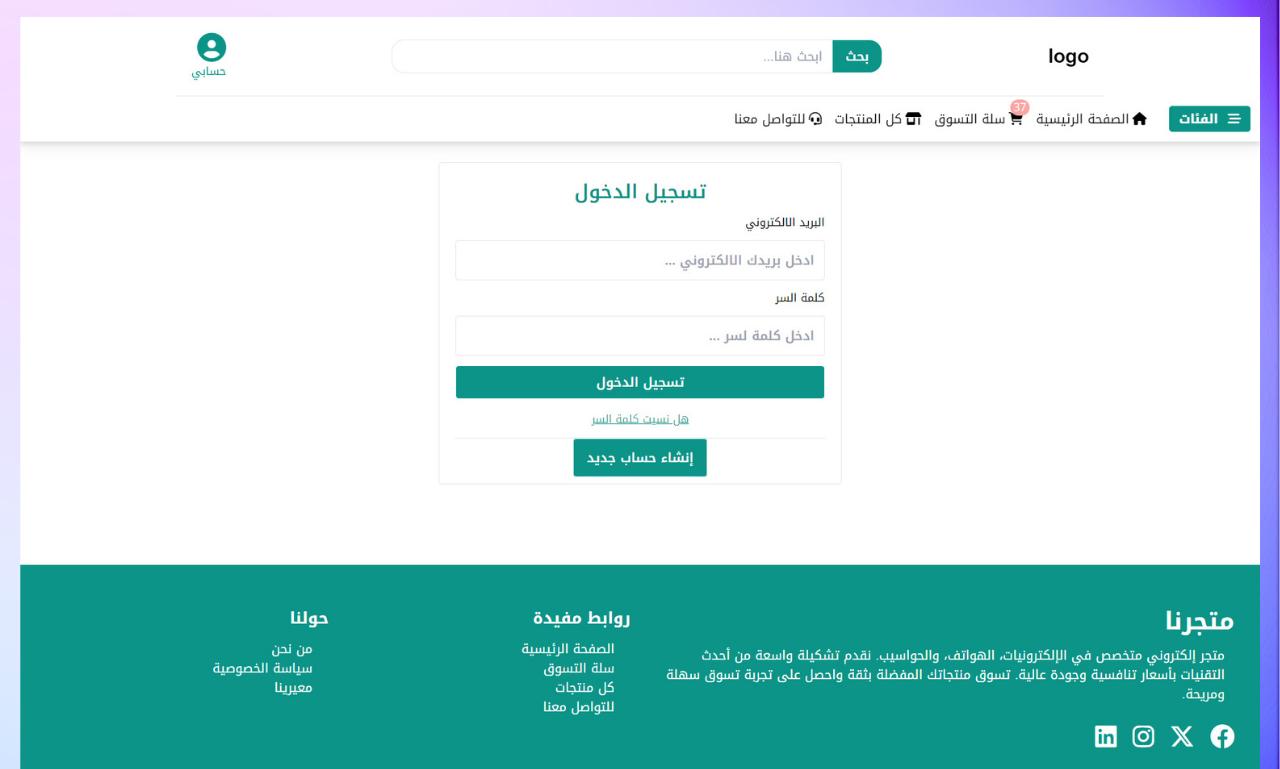 logo
بحث
ابحث هنا...
حسابي
الفئات
الصفحة الرئيسية
37
سلة التسوق
كل المنتجات
للتواصل معنا
تسجيل الدخول
البريد الالكتروني
ادخل بريدك الالكتروني ...
كلمة السر
ادخل كلمة لسر ...
تسجيل الدخول
هل نسيت كلمة السر
إنشاء حساب جديد
متجرنا
متجر إلكتروني متخصص في الإلكترونيات، الهواتف، والحواسيب. نقدم تشكيلة واسعة من أحدث
التقنيات بأسعار تنافسية وجودة عالية. تسوق منتجاتك المفضلة بثقة واحصل على تجربة تسوق سهلة
ومريحة.
روابط مفيدة
الصفحة الرئيسية
سلة التسوق
كل منتجات
للتواصل معنا
حولنا
من نحن
سياسة الخصوصية
معيرينا